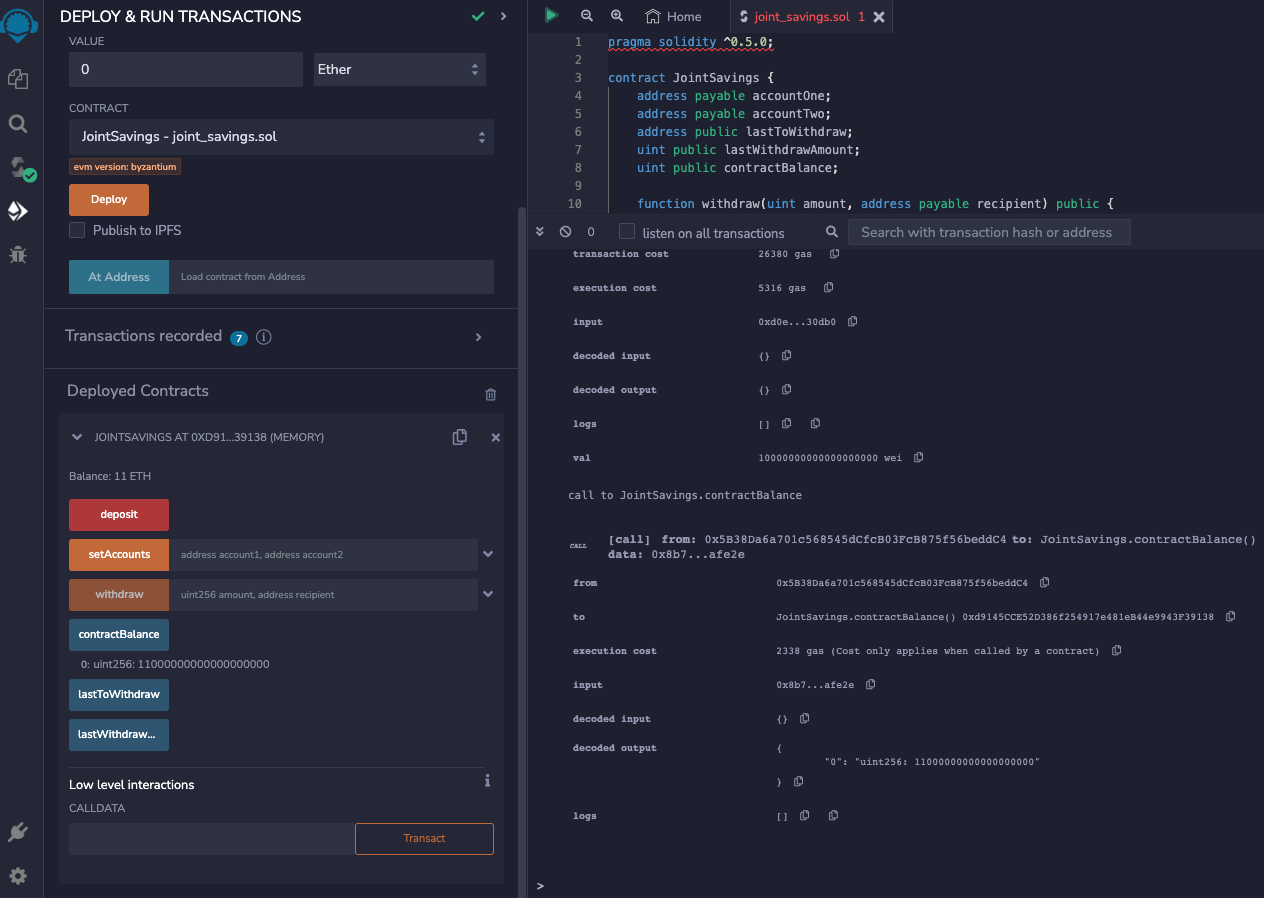 DEPLOY & RUN TRANSACTIONS
VALUE
0
Ether
CONTRACT
JointSavings - joint_savings.sol
evm version: byzantium
Deploy
Publish to IPFS
At Address
Load contract from Address
Transactions recorded 7 i
Deployed Contracts
JOINTSAVINGS AT 0XD91...39138 (MEMORY)
Balance: 11 ETH
deposit
setAccounts
address account1, address account2
withdraw
uint256 amount, address recipient
contractBalance
0: uint256: 11000000000000000000
lastToWithdraw
lastWithdraw...
Low level interactions
i
CALLDATA
Transact
Home
joint_savings.sol 1
1 pragma solidity ^0.5.0;
2
3 contract JointSavings {
4 address payable accountOne;
5 address payable accountTwo;
6 address public lastToWithdraw;
7 uint public lastWithdrawAmount;
8 uint public contractBalance;
9
10 function withdraw(uint amount, address payable recipient) public {
0
listen on all transactions
Search with transaction hash or address
transaction cost 26380 gas
execution cost 5316 gas
input 0xd0e...30db0
decoded input {}
decoded output {}
logs []
val 10000000000000000000 wei
call to JointSavings.contractBalance
CALL
[call] from: 0x5B38Da6a701c568545dCfcB03FcB875f56beddC4 to: JointSavings.contractBalance()
data: 0x8b7...afe2e
from 0x5B38Da6a701c568545dCfcB03FcB875f56beddC4
to JointSavings.contractBalance() 0xd9145CCE52D386f254917e481eB44e9943F39138
execution cost 2338 gas (Cost only applies when called by a contract)
input 0x8b7...afe2e
decoded input {}
decoded output {
"0": "uint256: 11000000000000000000"
}
logs []
>